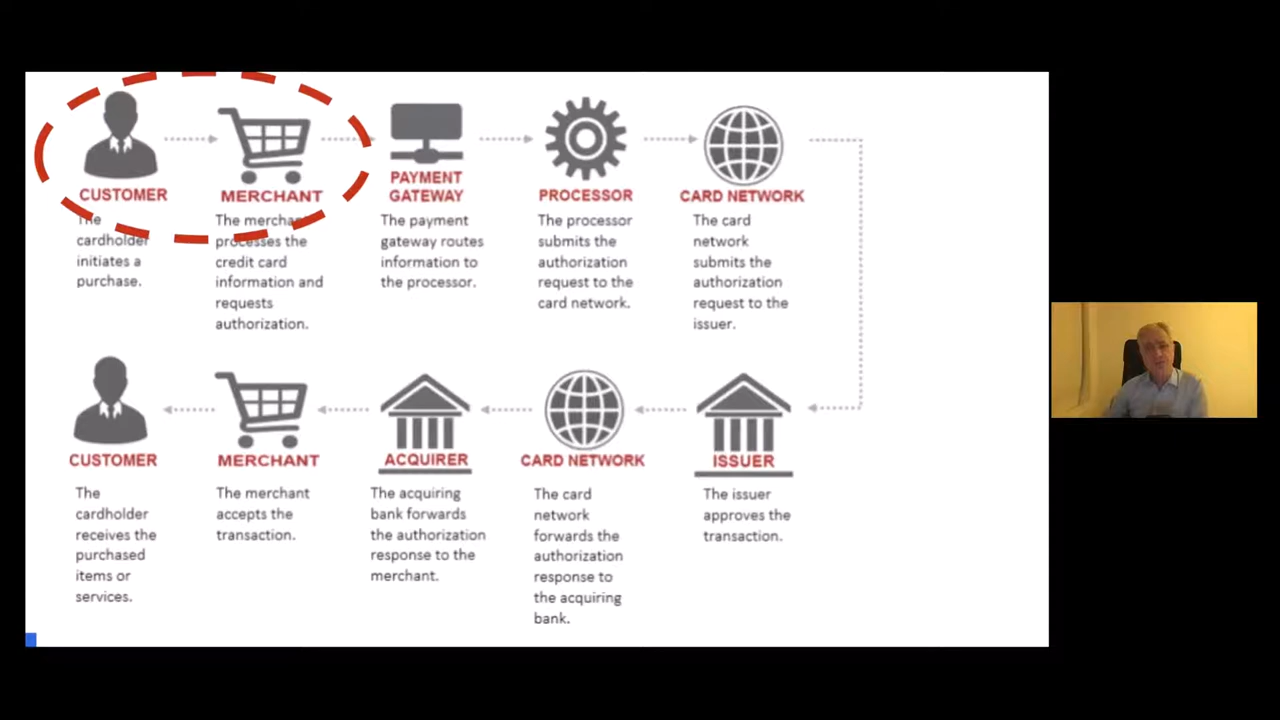 CUSTOMER
The
cardholder
initiates a
purchase.
MERCHANT
The merchant
processes the
credit card
information and
requests
authorization.
PAYMENT
GATEWAY
The payment
gateway routes
information to
the processor.
PROCESSOR
The processor
submits the
authorization
request to the
card network.
CARD NETWORK
The card
network
submits the
authorization
request to the
issuer.
CUSTOMER
The
cardholder
receives the
purchased
items or
services.
MERCHANT
The merchant
accepts the
transaction.
ACQUIRER
The acquiring
bank forwards
the authorization
response to the
merchant.
CARD NETWORK
The card
network
forwards the
authorization
response to
the acquiring
bank.
ISSUER
The issuer
approves the
transaction.